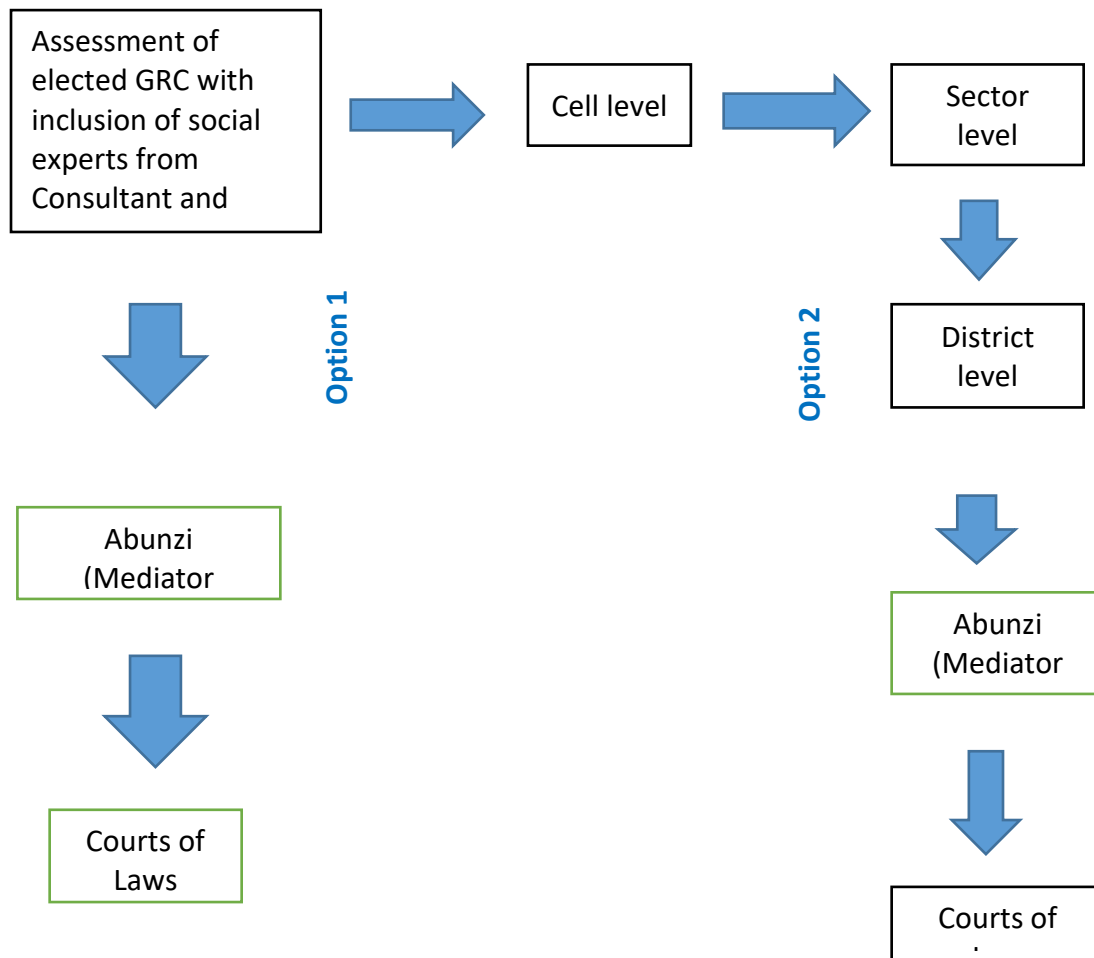 Assessment of
elected GRC with
inclusion of social
experts from
Consultant and
Cell level
Sector
level
Option 1
Option 2
District
level
Abunzi
(Mediator
Abunzi
(Mediator
Courts of
Laws
Courts of